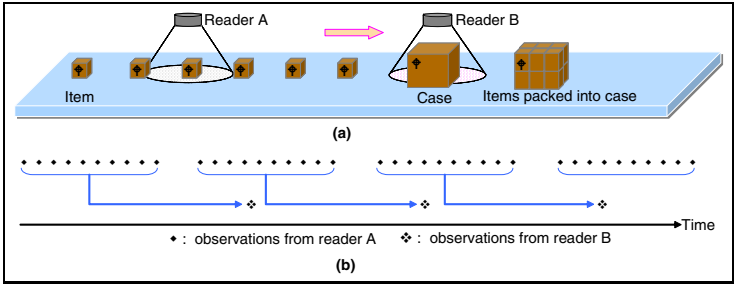 Reader A
Reader B
Item
Case
Items packed into case
(a)
Time
: observations from reader A
: observations from reader B
(b)